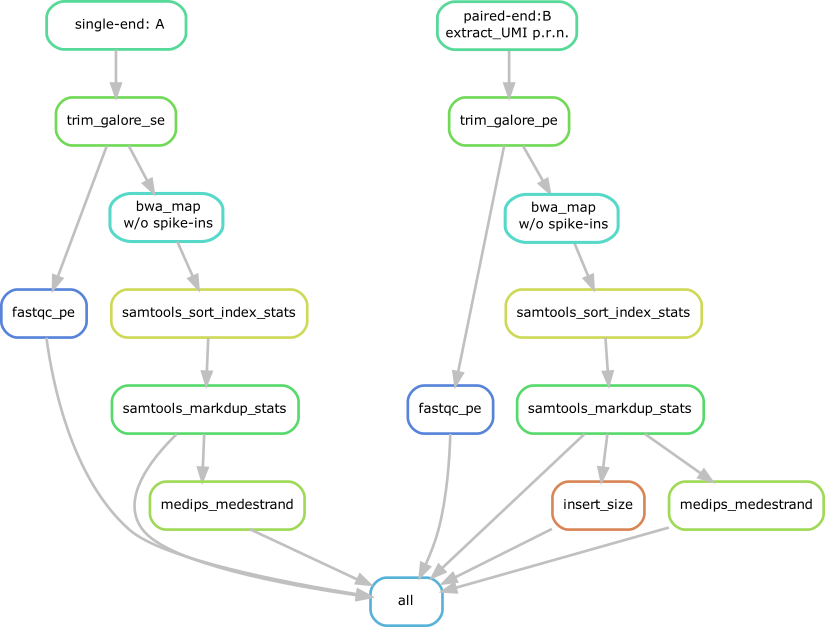 single-end: A
paired-end:B
extract_UMI p.r.n.
trim_galore_se
trim_galore_pe
bwa_map
w/o spike-ins
bwa_map
w/o spike-ins
fastqc_pe
samtools_sort_index_stats
samtools_sort_index_stats
samtools_markdup_stats
fastqc_pe
samtools_markdup_stats
medips_medestrand
insert_size
medips_medestrand
all